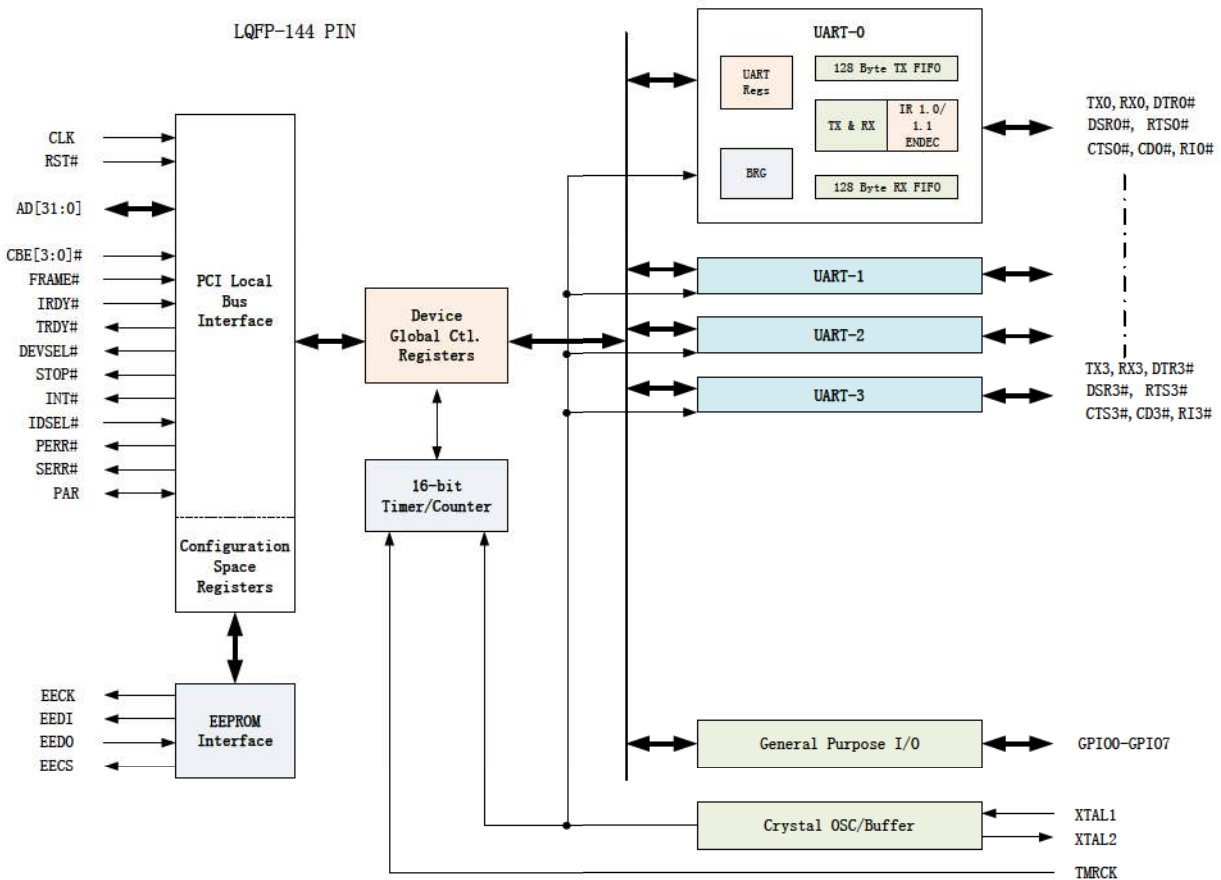 LQFP-144 PIN
CLK
RST#
AD[31:0]
CBE[3:0]#
FRAME#
IRDY#
TRDY#
DEVSEL#
STOP#
INT#
IDSEL#
PERR#
SERR#
PAR
PCI Local
Bus
Interface
Configuration
Space
Registers
EECK
EEDI
EEDO
EECS
EEPROM
Interface
Device
Global Ctl.
Registers
16-bit
Timer/Counter
UART-0
UART
Regs
BRG
128 Byte TX FIFO
TX & RX
IR 1.0/
1.1
ENDEC
128 Byte RX FIFO
TX0, RX0, DTR0#
DSR0#, RTS0#
CTS0#, CD0#, RI0#
UART-1
UART-2
UART-3
TX3, RX3, DTR3#
DSR3#, RTS3#
CTS3#, CD3#, RI3#
General Purpose I/O
GPIO0-GPIO7
Crystal OSC/Buffer
XTAL1
XTAL2
TMRCK